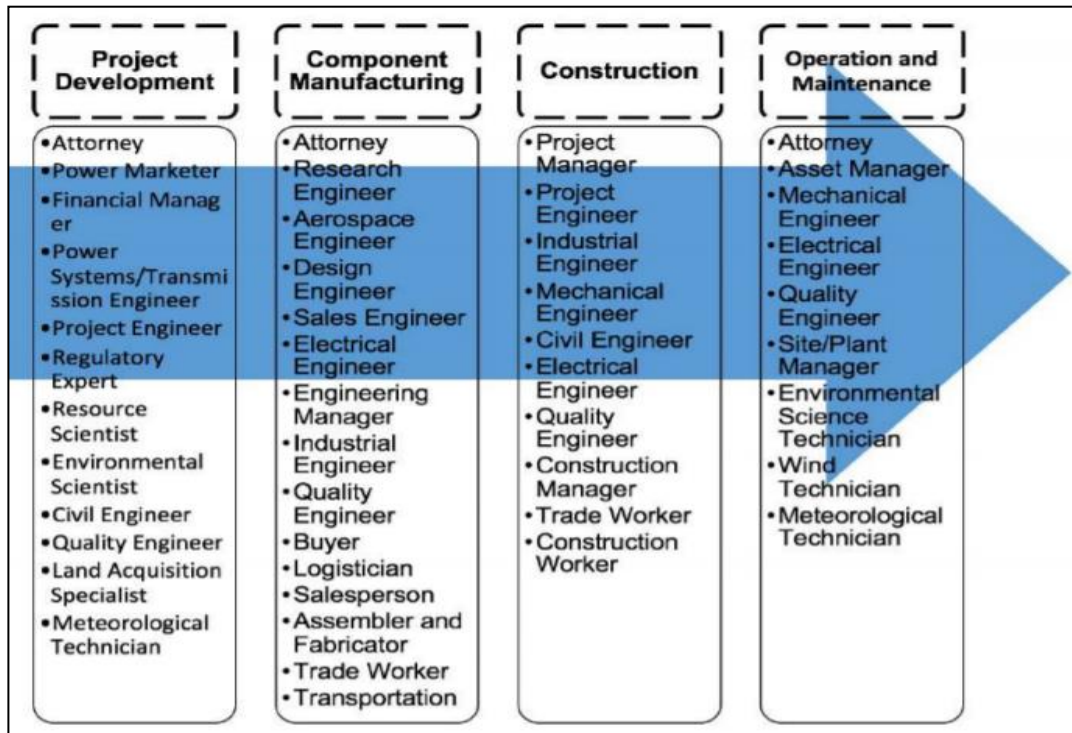 Project
Development
•Attorney
•Power Marketer
•Financial Manag
er
•Power
Systems/Transmi
ssion Engineer
•Project Engineer
•Regulatory
Expert
•Resource
Scientist
•Environmental
Scientist
•Civil Engineer
•Quality Engineer
•Land Acquisition
Specialist
•Meteorological
Technician
Component
Manufacturing
•Attorney
•Research
Engineer
•Aerospace
Engineer
•Design
Engineer
•Sales Engineer
•Electrical
Engineer
•Engineering
Manager
•Industrial
Engineer
•Quality
Engineer
•Buyer
•Logistician
•Salesperson
•Assembler and
Fabricator
•Trade Worker
•Transportation
Construction
•Project
Manager
•Project
Engineer
•Industrial
Engineer
•Mechanical
Engineer
•Civil Engineer
•Electrical
Engineer
•Quality
Engineer
•Construction
Manager
•Trade Worker
•Construction
Worker
Operation and
Maintenance
•Attorney
•Asset Manager
•Mechanical
Engineer
•Electrical
Engineer
•Quality
Engineer
•Site/Plant
Manager
•Environmental
Science
Technician
•Wind
Technician
•Meteorological
Technician